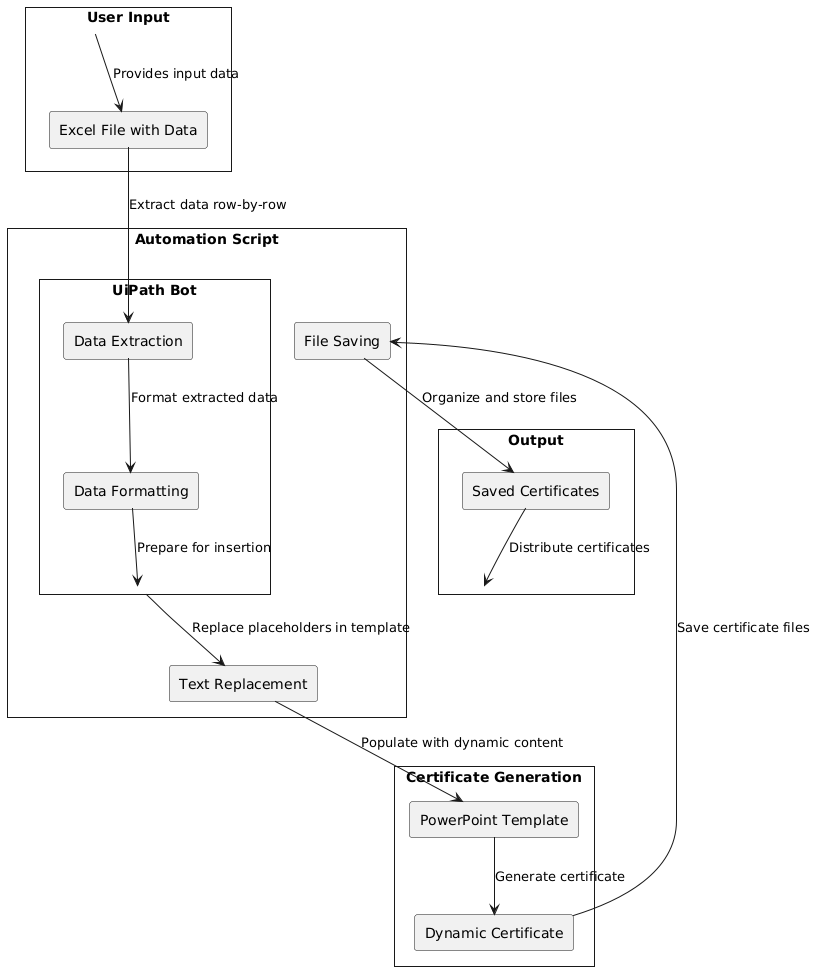 User Input
Provides input data
Excel File with Data
Extract data row-by-row
Automation Script
UiPath Bot
Data Extraction
File Saving
Format extracted data
Organize and store files
Output
Data Formatting
Saved Certificates
Prepare for insertion
Distribute certificates
Replace placeholders in template
Save certificate files
Text Replacement
Populate with dynamic content
Certificate Generation
PowerPoint Template
Generate certificate
Dynamic Certificate